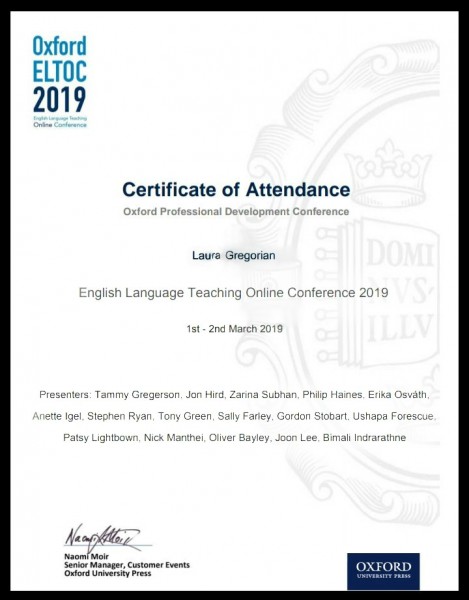 Oxford
ELTOC
2019
English Language Teaching
Online Conference
Certificate of Attendance
Oxford Professional Development Conference
Laura Gregorian
English Language Teaching Online Conference 2019
1st - 2nd March 2019
DOMI
NVS·
ILLV
Presenters: Tammy Gregerson, Jon Hird, Zarina Subhan, Philip Haines, Erika Osváth,
Anette Igel, Stephen Ryan, Tony Green, Sally Farley, Gordon Stobart, Ushapa Forescue,
Patsy Lightbown, Nick Manthei, Oliver Bayley, Joon Lee, Bimali Indrarathne
Naomi Moir
Naomi Moir
Senior Manager, Customer Events
Oxford University Press
OXFORD
UNIVERSITY PRESS